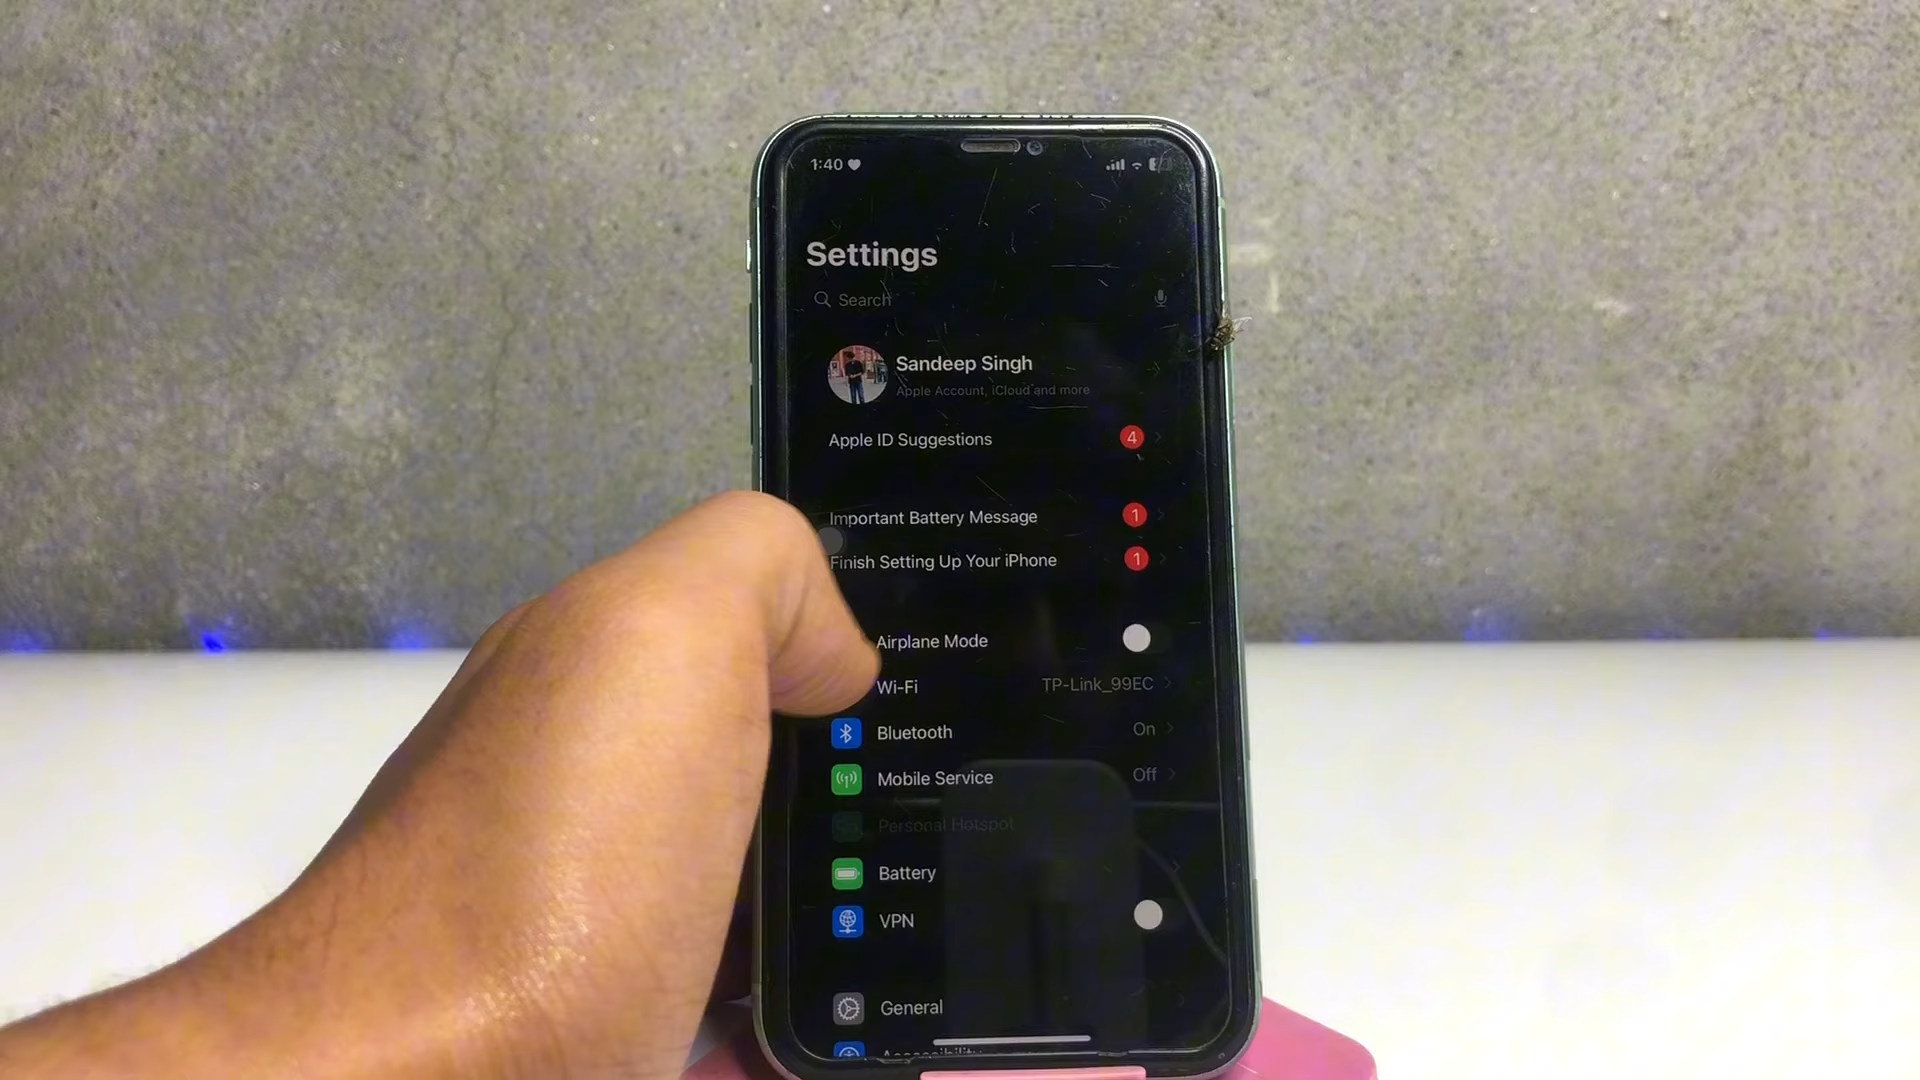 1:40
Settings
Search
Sandeep Singh
Apple Account, iCloud and more
Apple ID Suggestions 4
Important Battery Message 1
Finish Setting Up Your iPhone 1
Airplane Mode
Wi-Fi TP-Link_99EC
Bluetooth On
Mobile Service Off
Personal Hotspot
Battery
VPN
General
Accessibility